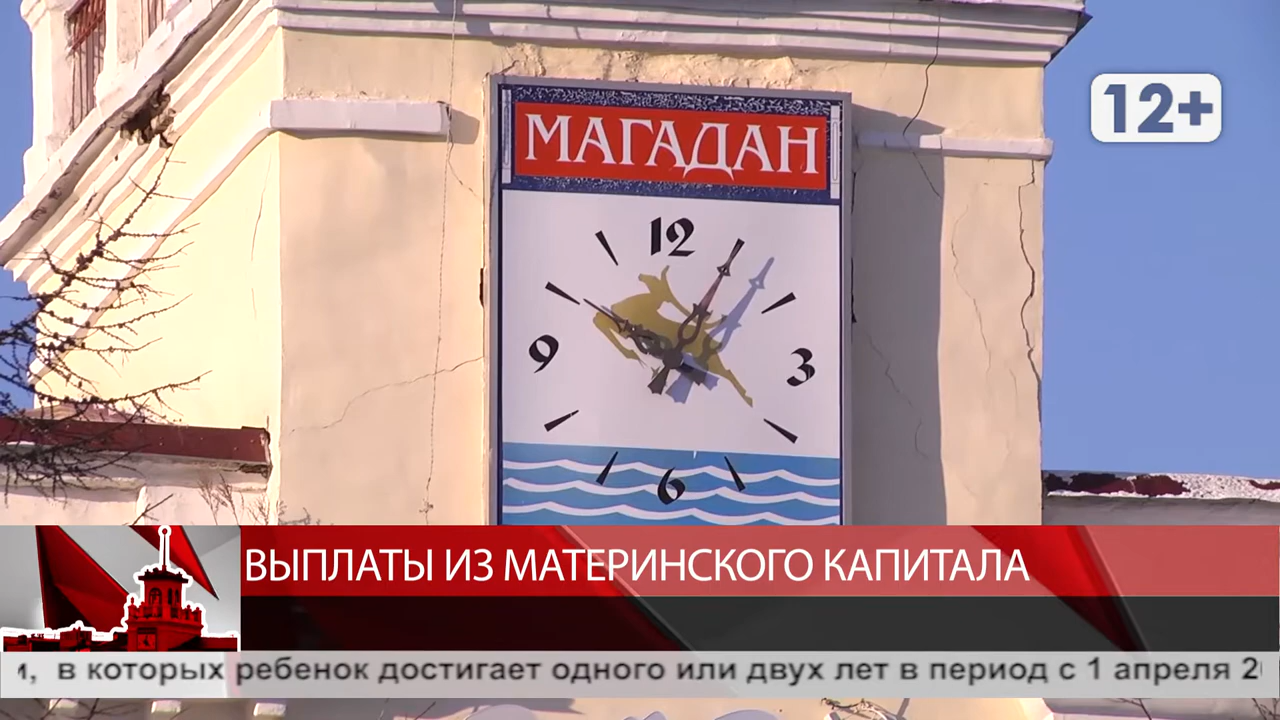 МАГАДАН
12+
12
9
3
6
ВЫПЛАТЫ ИЗ МАТЕРИНСКОГО КАПИТАЛА
, в которых ребенок достигает одного или двух лет в период с 1 апреля